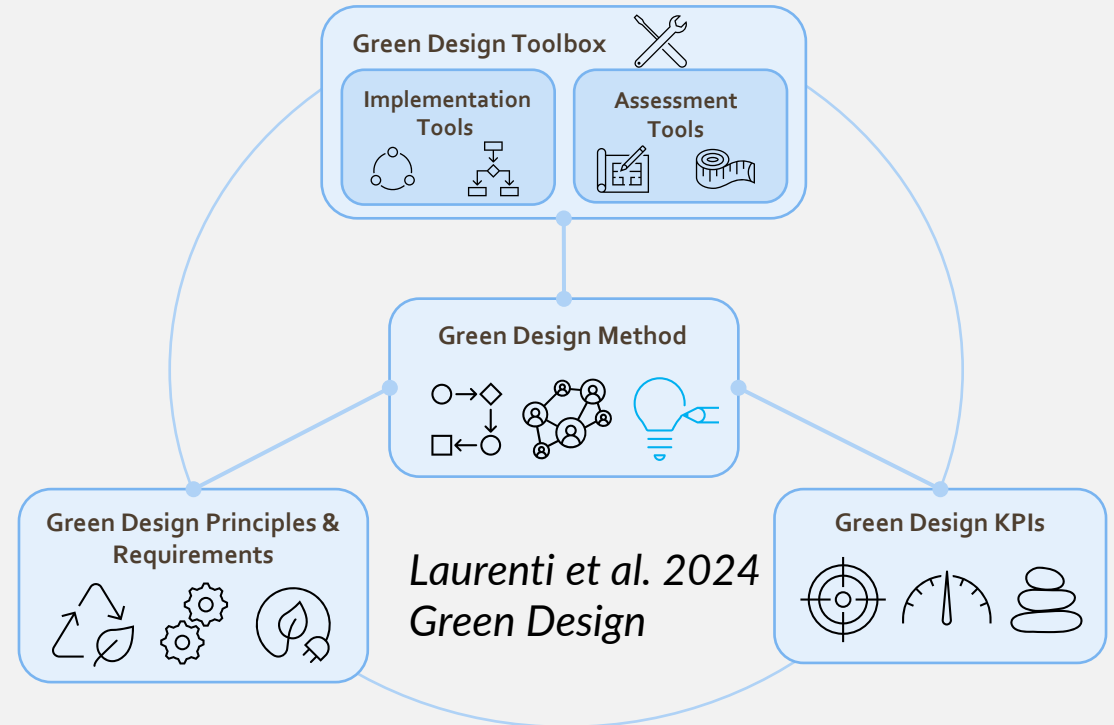 Green Design Toolbox
Implementation
Tools
Assessment
Tools
Green Design Method
Green Design Principles &
Requirements
Laurenti et al. 2024
Green Design
Green Design KPIs